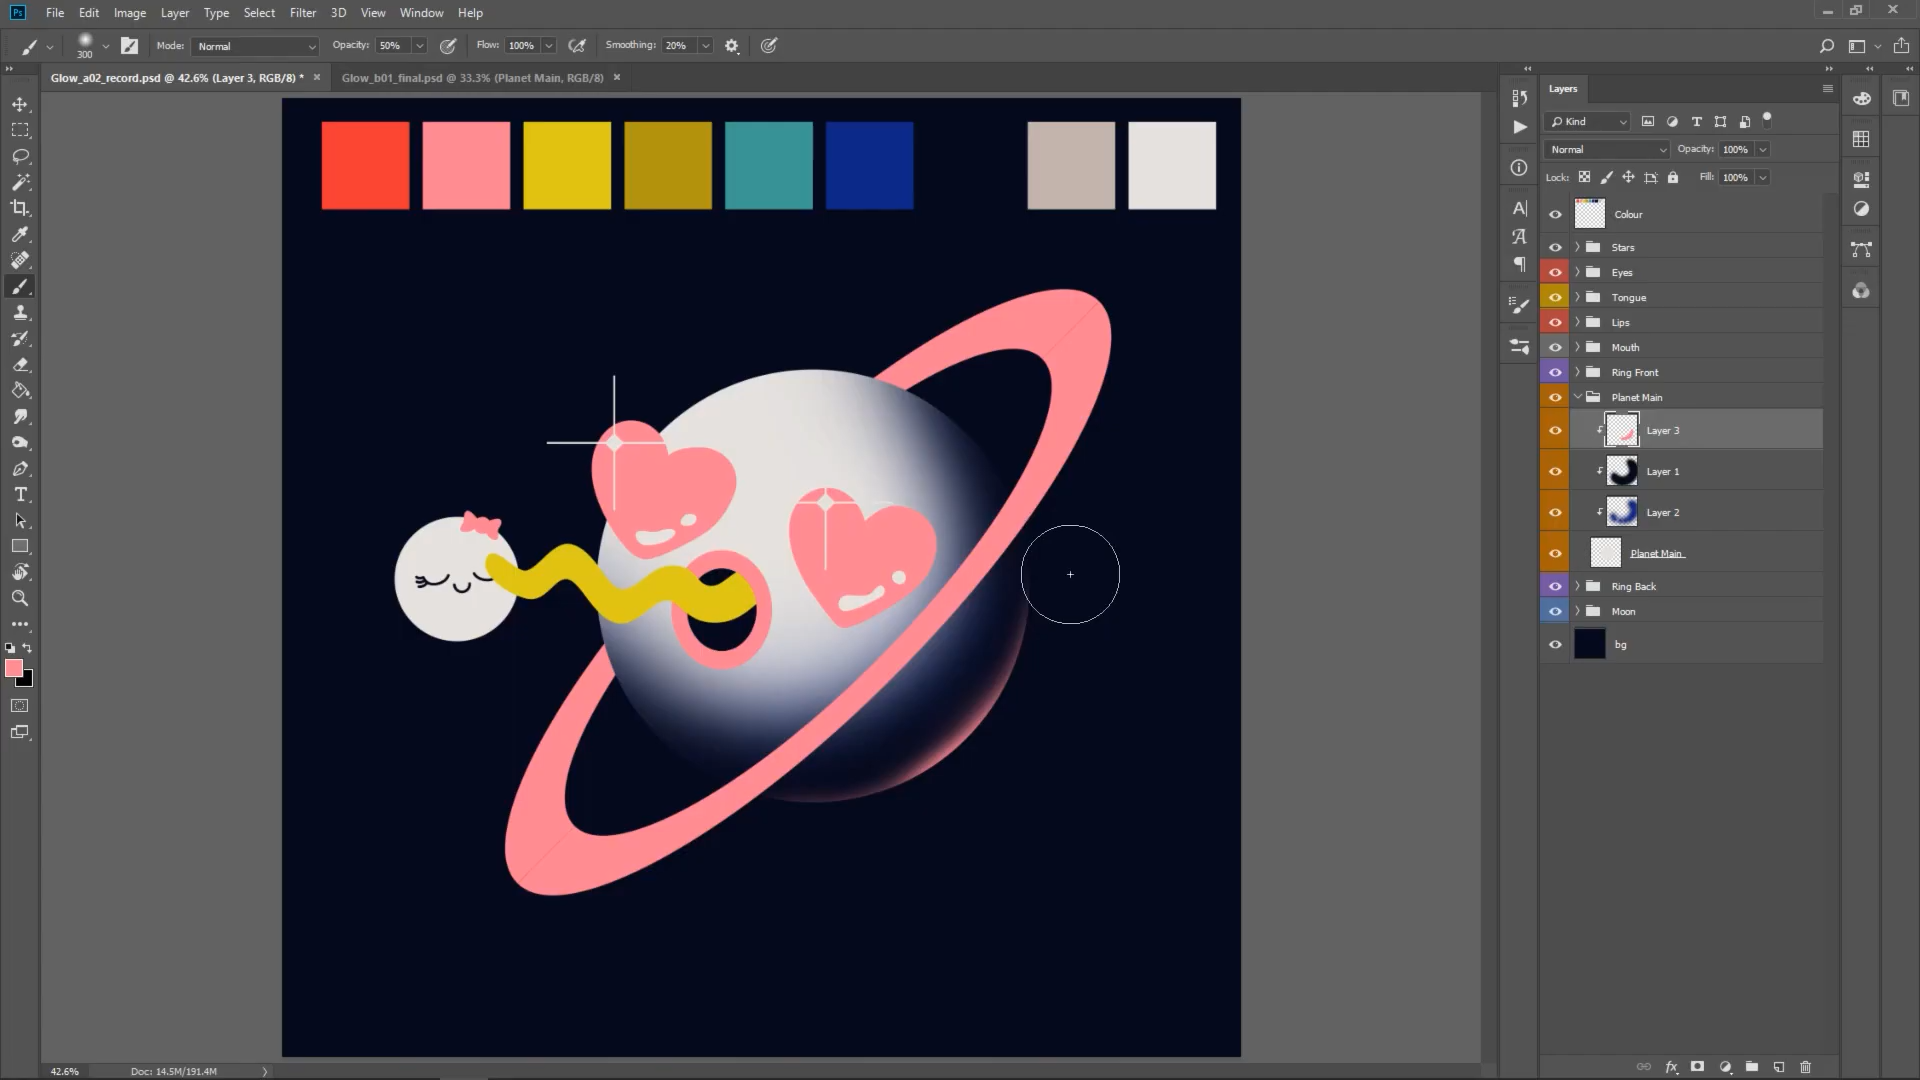 Ps File Edit Image Layer Type Select Filter 3D View Window Help
300 Mode: Normal Opacity: 50% Flow: 100% Smoothing: 20%
Glow_a02_record.psd @ 42.6% (Layer 3, RGB/8) * Glow_b01_final.psd @ 33.3% (Planet Main, RGB/8)
Layers
Kind
Normal Opacity: 100%
Lock: Fill: 100%
Colour
Stars
Eyes
Tongue
Lips
Mouth
Ring Front
Planet Main
Layer 3
Layer 1
Layer 2
Planet Main
Ring Back
Moon
bg
42.6% Doc: 14.5M/191.4M